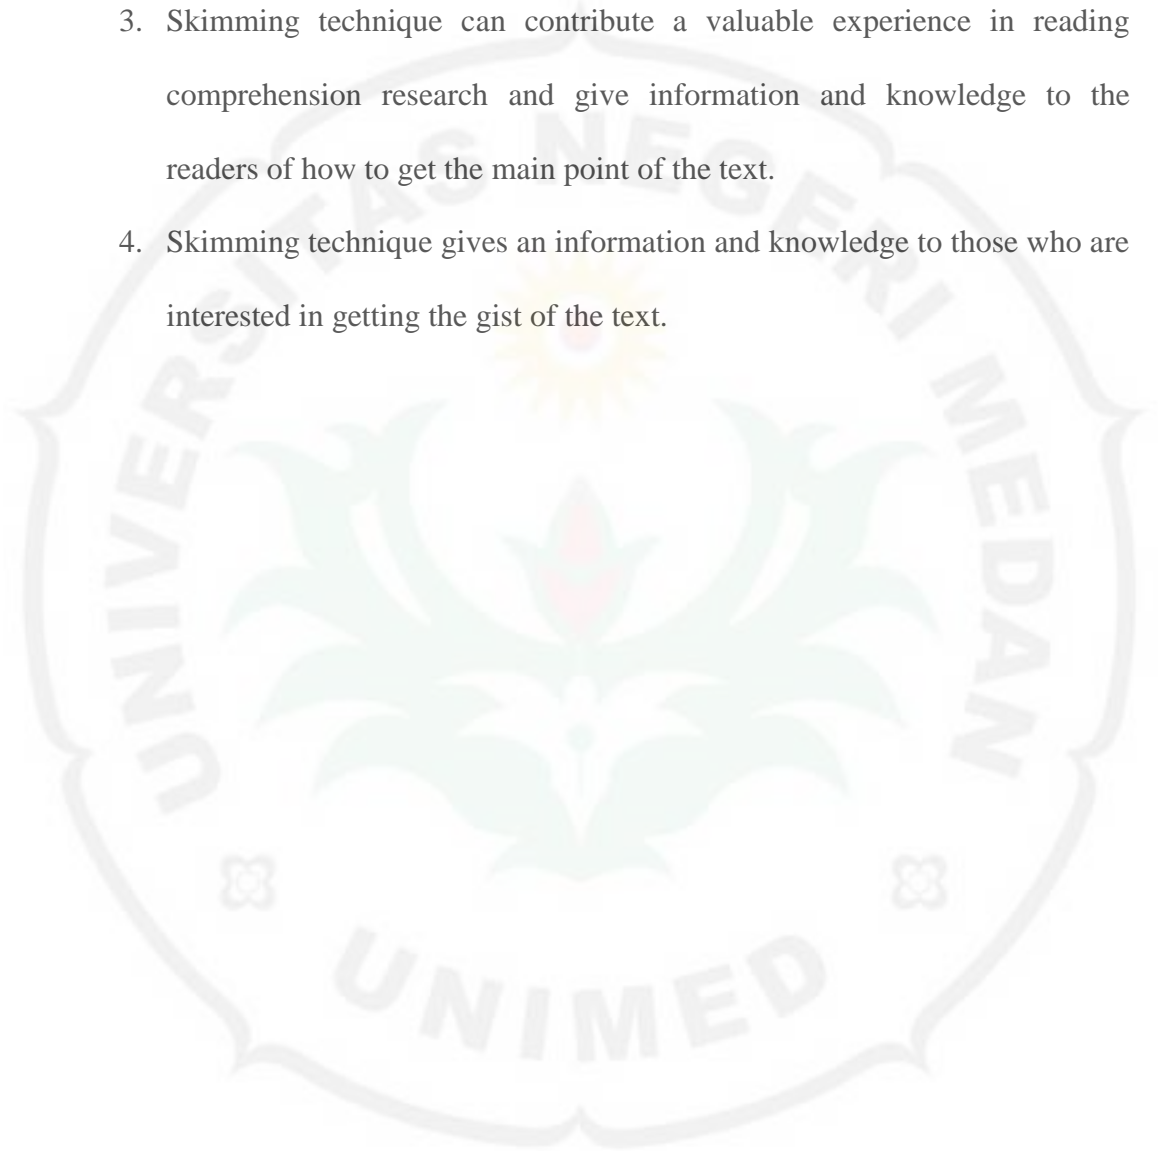 3. Skimming technique can contribute a valuable experience in reading
comprehension research and give information and knowledge to the
readers of how to get the main point of the text.
4. Skimming technique gives an information and knowledge to those who are
interested in getting the gist of the text.
UNIVERSITAS NEGERI MEDAN
UNIMED